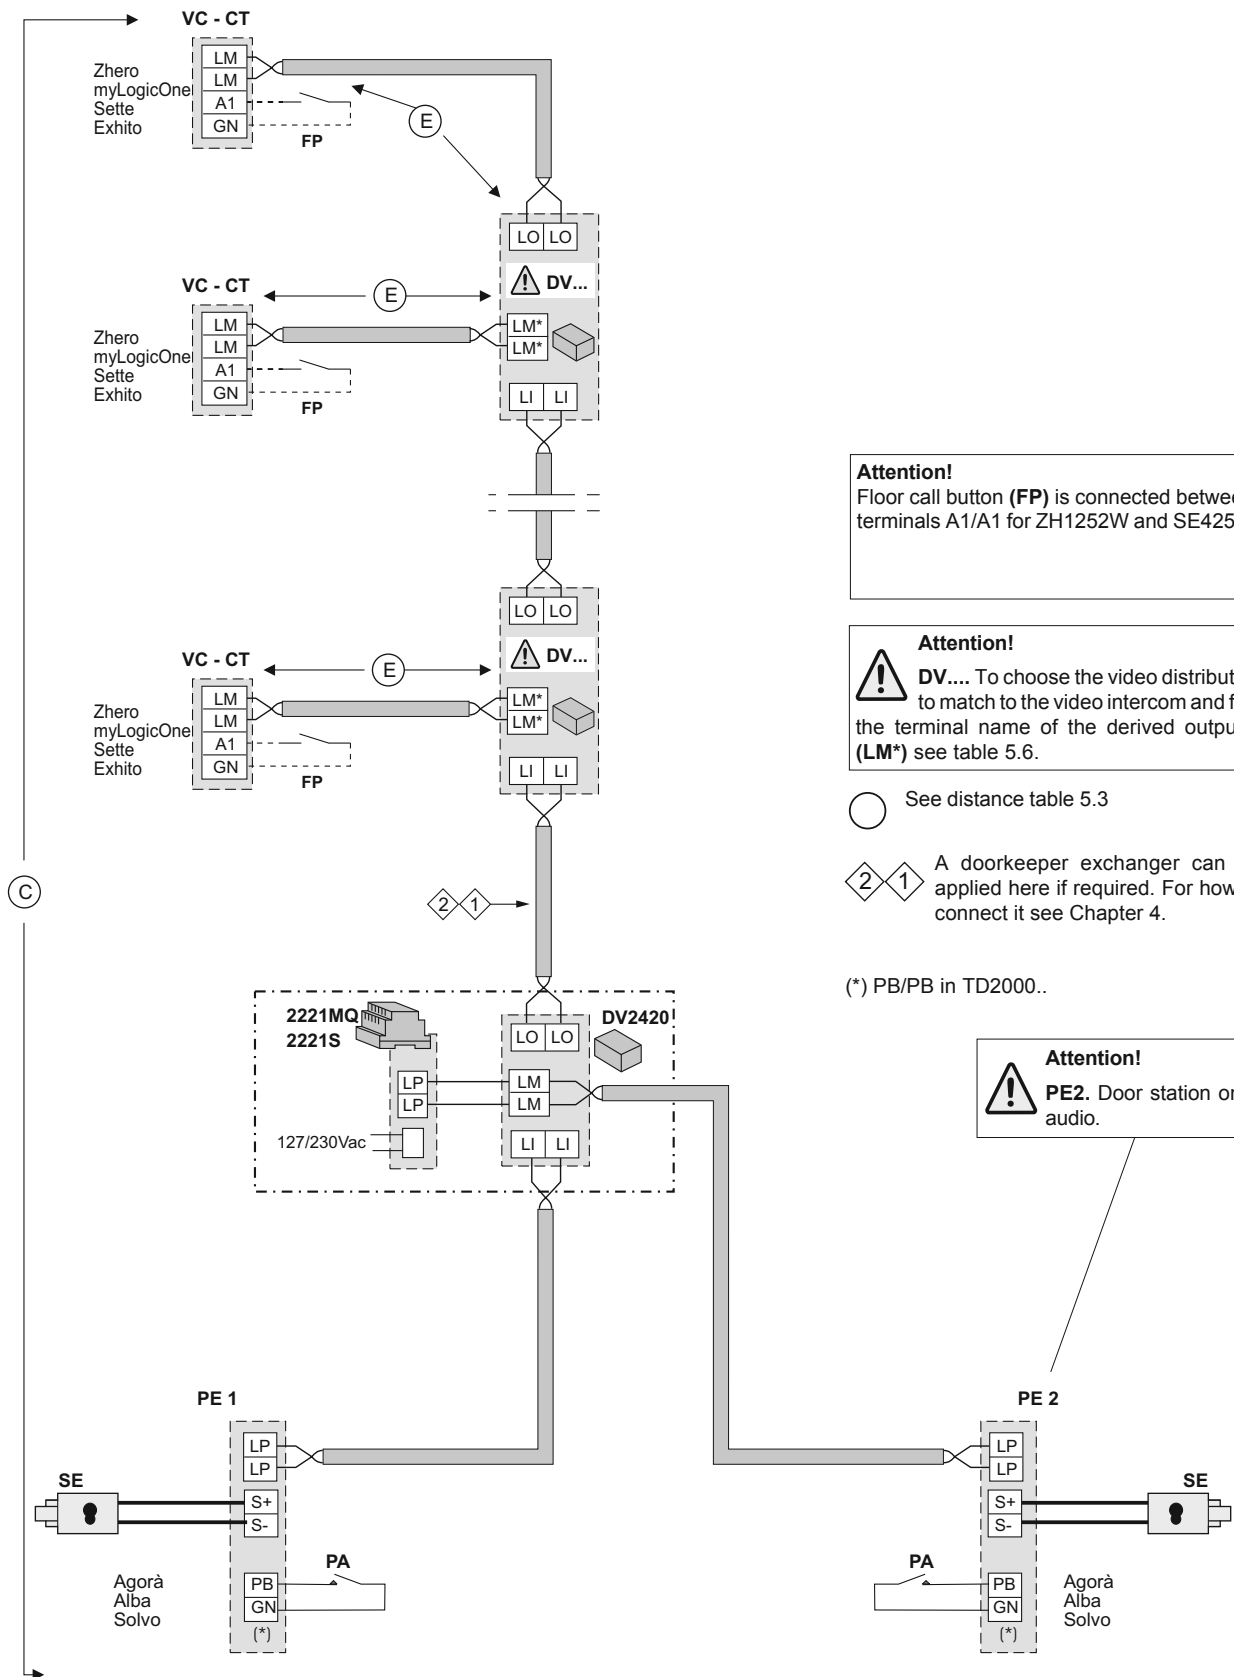 VC - CT
Zhero
myLogicOne
Sette
Exhito
LM
LM
A1
GN
FP
E
LO LO
DV...
VC - CT
E
Zhero
myLogicOne
Sette
Exhito
LM
LM
A1
GN
FP
LM*
LM*
LI LI
Attention!
Floor call button (FP) is connected
terminals A1/A1 for ZH1252W and
LO LO
DV...
VC - CT
E
Zhero
myLogicOne
Sette
Exhito
LM
LM
A1
GN
FP
LM*
LM*
LI LI
Attention!
DV.... To choose the video
to match to the video intercom and
the terminal name of the derived
(LM*) see table 5.6.
See distance table 5.3
C
2 1
2 1 A doorkeeper exchanger can
applied here if required. For how
connect it see Chapter 4.
(*) PB/PB in TD2000..
2221MQ
2221S
DV2420
LO LO
LP
LP
LM
LM
127/230Vac
LI LI
Attention!
PE2. Door station
audio.
PE 1
LP
LP
SE
S+
S-
PA
Agorà
Alba
Solvo
PB
GN
(*)
PE 2
LP
LP
S+
S-
SE
PA
PB
GN
(*)
Agorà
Alba
Solvo